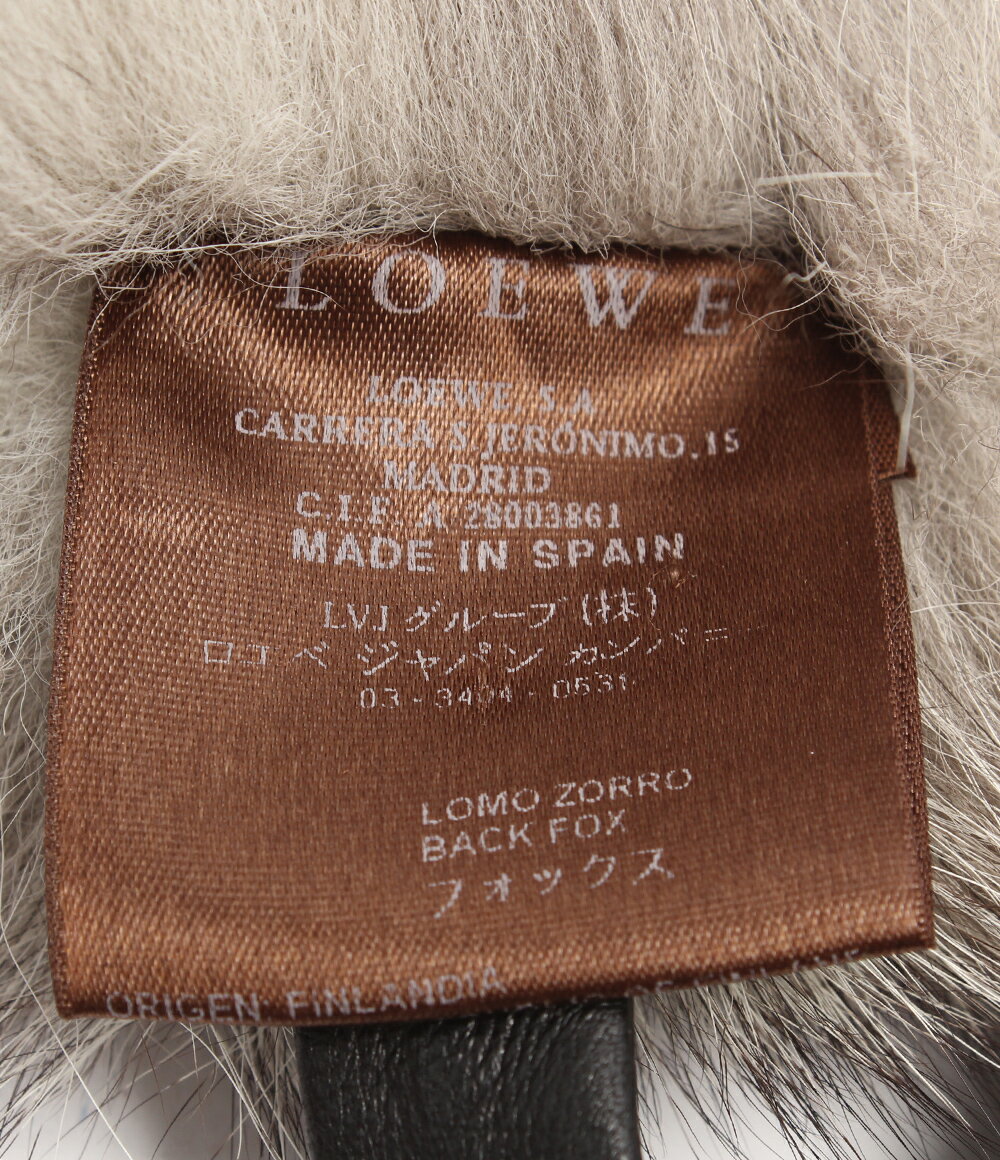 LOEWE
LOEWE, S.A
CARRERA S JERÓNIMO, 15
MADRID
C.I.F. A 28003861
MADE IN SPAIN
LVJ グループ (株)
ロエベ ジャパン カンパニー
03 - 3404 - 0631
LOMO ZORRO
BACK FOX
フォックス
ORIGEN: FINLANDIA